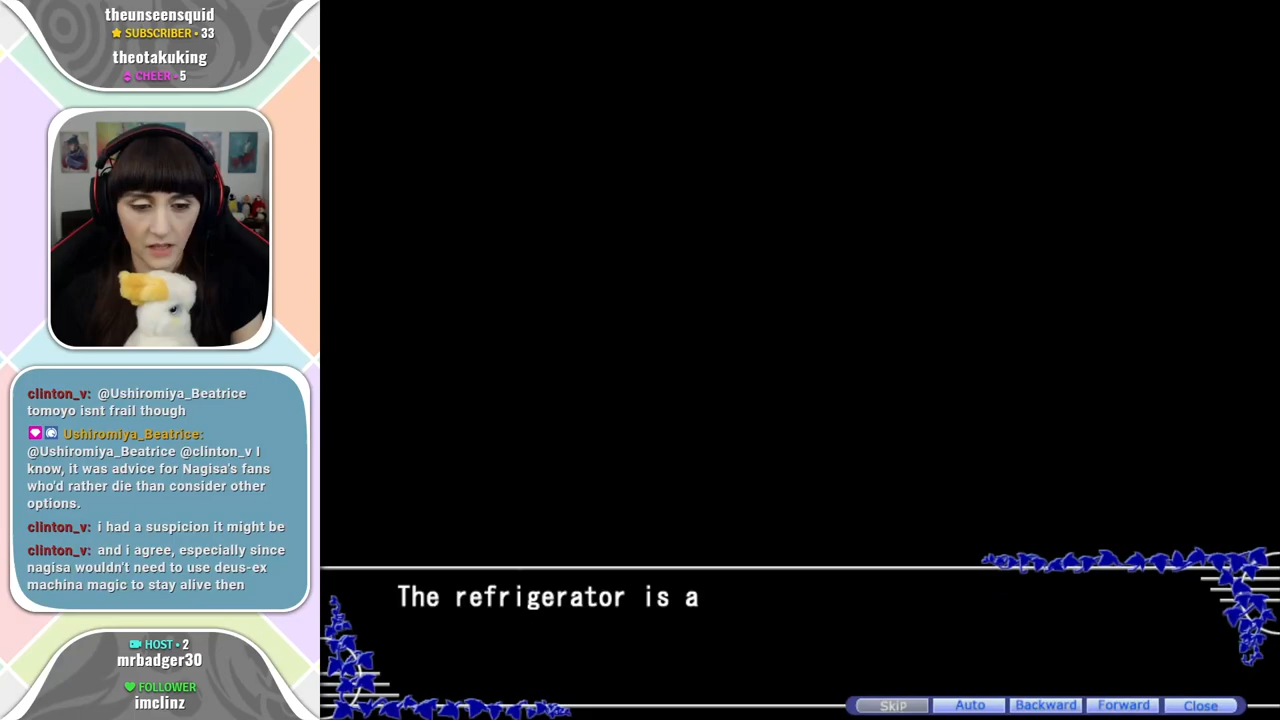 theunseensquid
SUBSCRIBER • 33
theotakuking
CHEER • 5
clinton_v: @Ushiromiya_Beatrice
tomoyo isnt frail though
Ushiromiya_Beatrice:
@Ushiromiya_Beatrice @clinton_v I
know, it was advice for Nagisa's fans
who'd rather die than consider other
options.
clinton_v: i had a suspicion it might be
clinton_v: and i agree, especially since
nagisa wouldn't need to use deus-ex
machina magic to stay alive then
HOST • 2
mrbadger30
FOLLOWER
imclinz
The refrigerator is a
Skip Auto Backward Forward Close